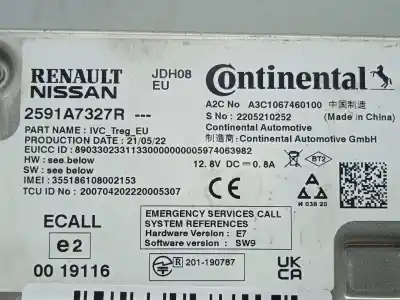 RENAULT
NISSAN
JDH08
EU
Continental
2591A7327R ---
A2C No A3C1067460100 中国制造
S No : 2205210252 (Made in China)
PART NAME : IVC_Treg_EU
Continental Automotive
PRODUCTION DATE : 21/05/22
制造商: Continental Automotive GmbH
EUICC ID : 89033023311330000000005974063982
HW : see below
12.8V DC = 0.8A
BT2
SW : see below
IMEI : 355186108002153
TCU ID No : 200704202220005307
CE
A
И 03620
ECALL
e2
00 19116
EMERGENCY SERVICES CALL
SYSTEM REFERENCES
Hardware Version : E7
Software version : SW9
R 201-190787
UKCA